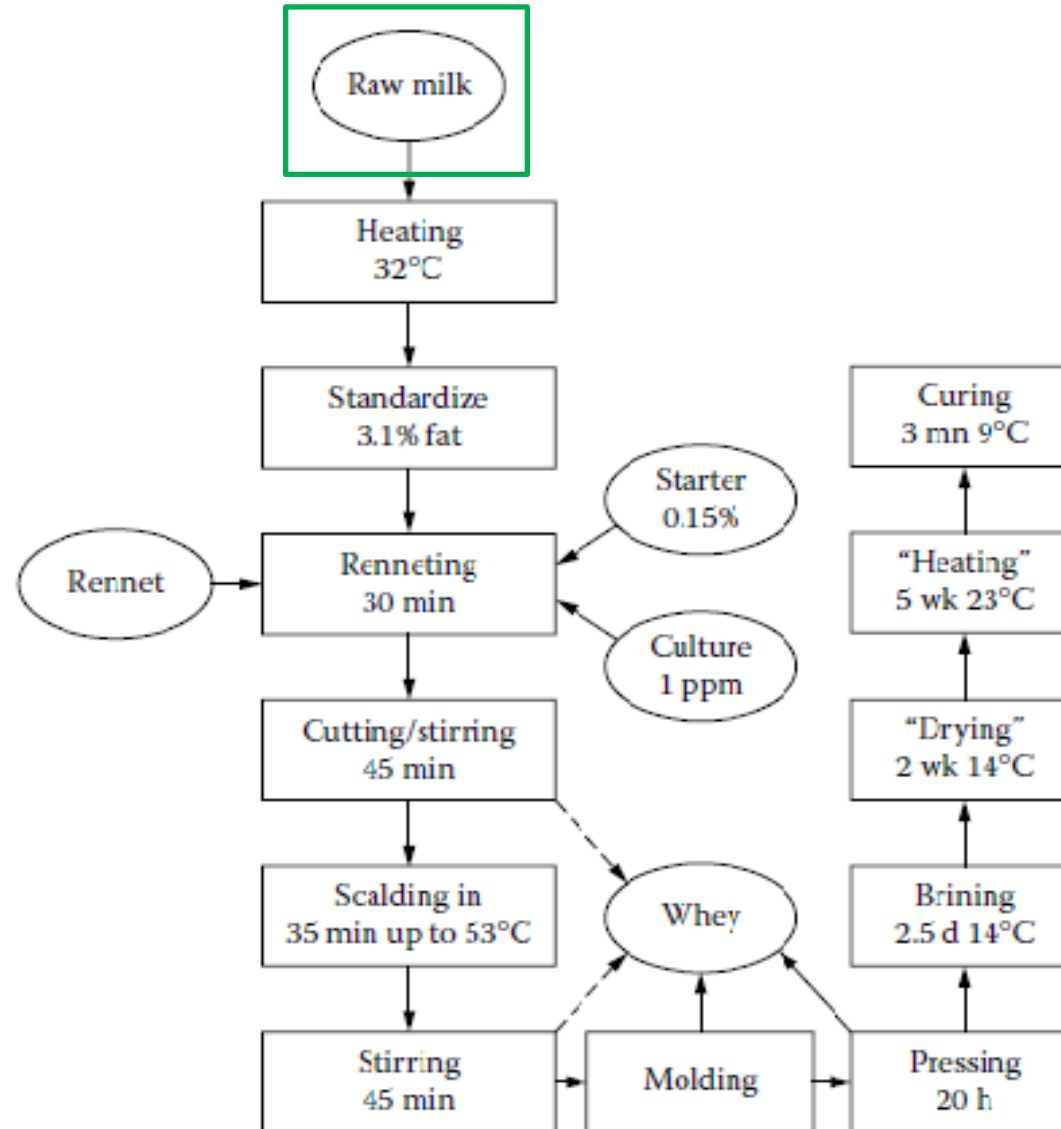 Raw milk
Heating
32°C
Standardize
3.1% fat
Starter
0.15%
Rennet
Renneting
30 min
Culture
1 ppm
Cutting/stirring
45 min
Scalding in
35 min up to 53°C
Whey
Stirring
45 min
Molding
Pressing
20 h
Brining
2.5 d 14°C
“Drying”
2 wk 14°C
“Heating”
5 wk 23°C
Curing
3 mn 9°C